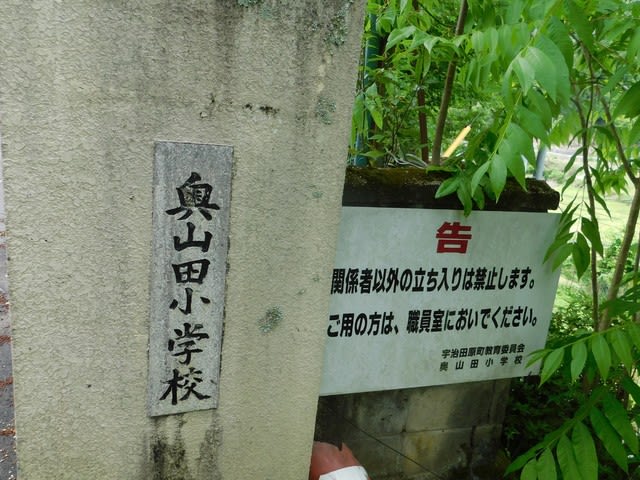 奥山田小学校
告
関係者以外の立ち入りは禁止します。
ご用の方は、職員室においでください。
宇治田原町教育委員会
奥山田小学校